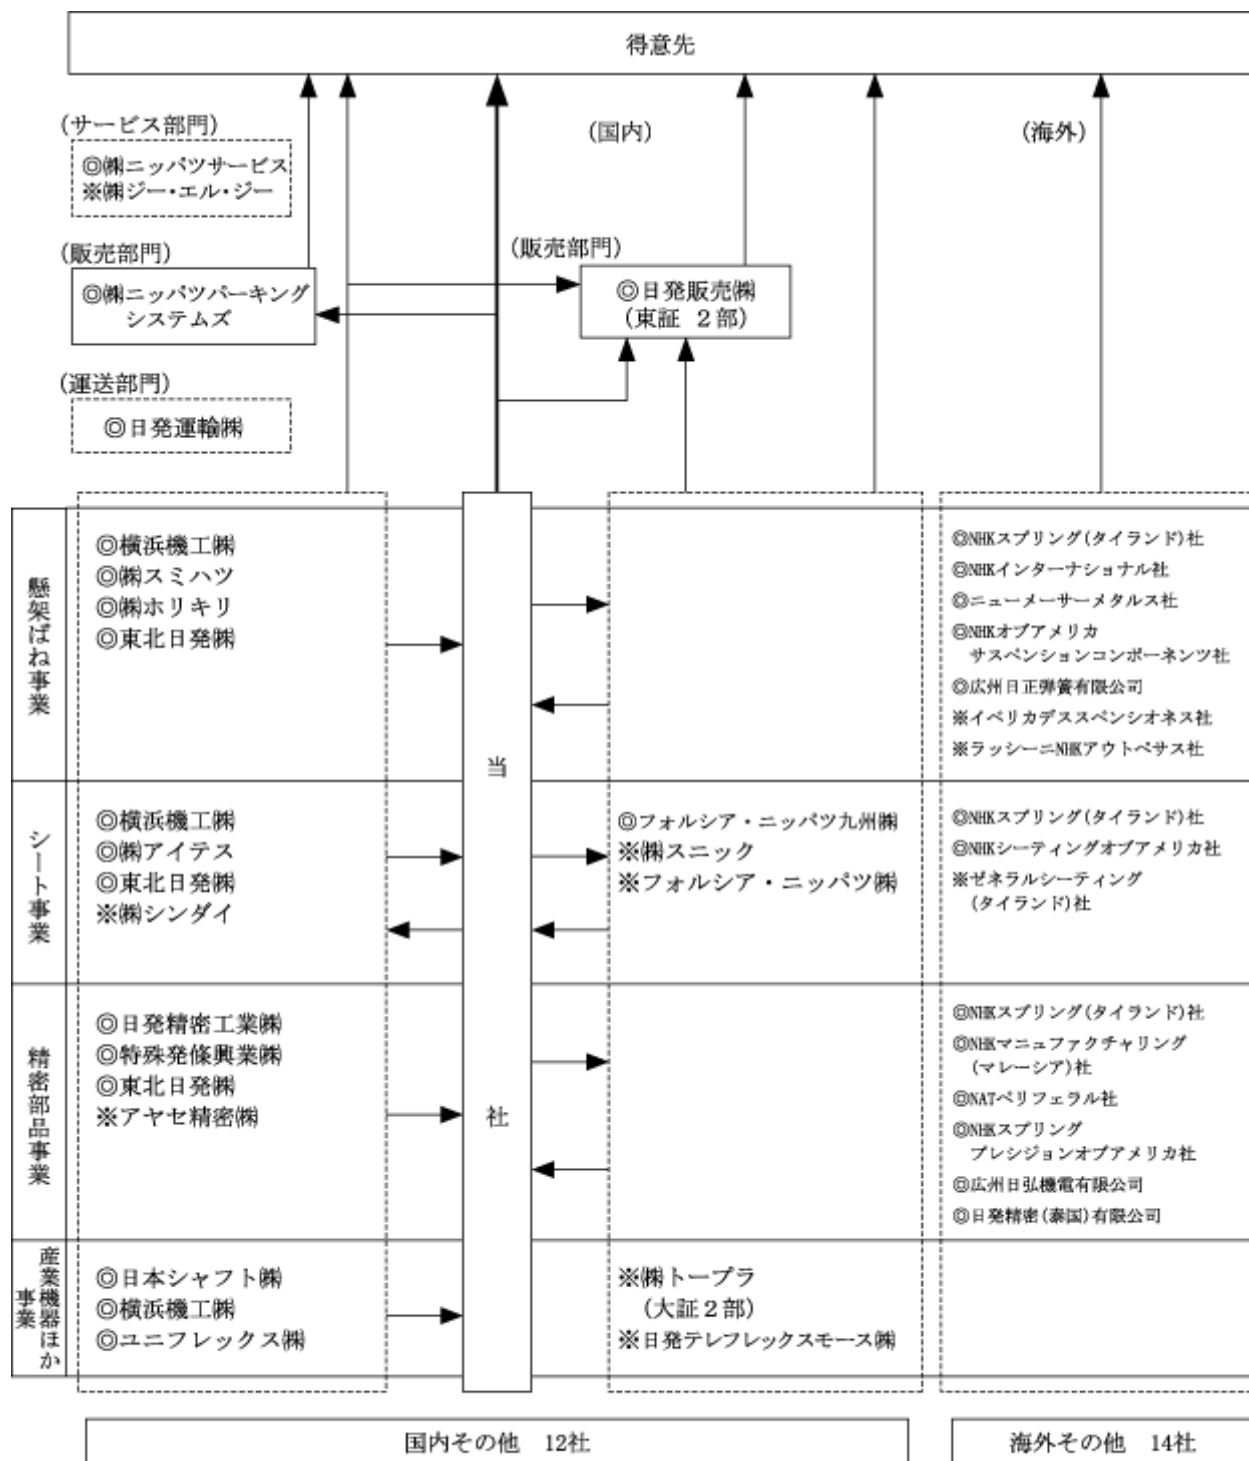 得意先
(サービス部門)
◎㈱ニッパツサービス
※㈱ジー・エル・ジー
(国内)
(海外)
(販売部門)
◎㈱ニッパツパーキング
システムズ
(販売部門)
◎日発販売㈱
(東証 2部)
(運送部門)
◎日発運輸㈱
当社
懸架ばね事業
◎横浜機工㈱
◎㈱スミハツ
◎㈱ホリキリ
◎東北日発㈱
◎NHKスプリング(タイランド)社
◎NHKインターナショナル社
◎ニューメーサーメタルス社
◎NHKオブアメリカ
サスペンションコンポーネンツ社
◎広州日正弾簧有限公司
※イベリカデススペンシオネス社
※ラッシーニNHKアウトペサス社
シート事業
◎横浜機工㈱
◎㈱アイテス
◎東北日発㈱
※㈱シンダイ
◎フォルシア・ニッパツ九州㈱
※㈱スニック
※フォルシア・ニッパツ㈱
◎NHKスプリング(タイランド)社
◎NHKシーティングオブアメリカ社
※ゼネラルシーティング
(タイランド)社
精密部品事業
◎日発精密工業㈱
◎特殊発條興業㈱
◎東北日発㈱
※アヤセ精密㈱
◎NHKスプリング(タイランド)社
◎NHKマニュファクチャリング
(マレーシア)社
◎NATペリフェラル社
◎NHKスプリング
プレシジョンオブアメリカ社
◎広州日弘機電有限公司
◎日発精密(泰国)有限公司
産業機器ほか
事業
◎日本シャフト㈱
◎横浜機工㈱
◎ユニフレックス㈱
※㈱トープラ
(大証2部)
※日発テレフレックスモース㈱
国内その他 12社
海外その他 14社